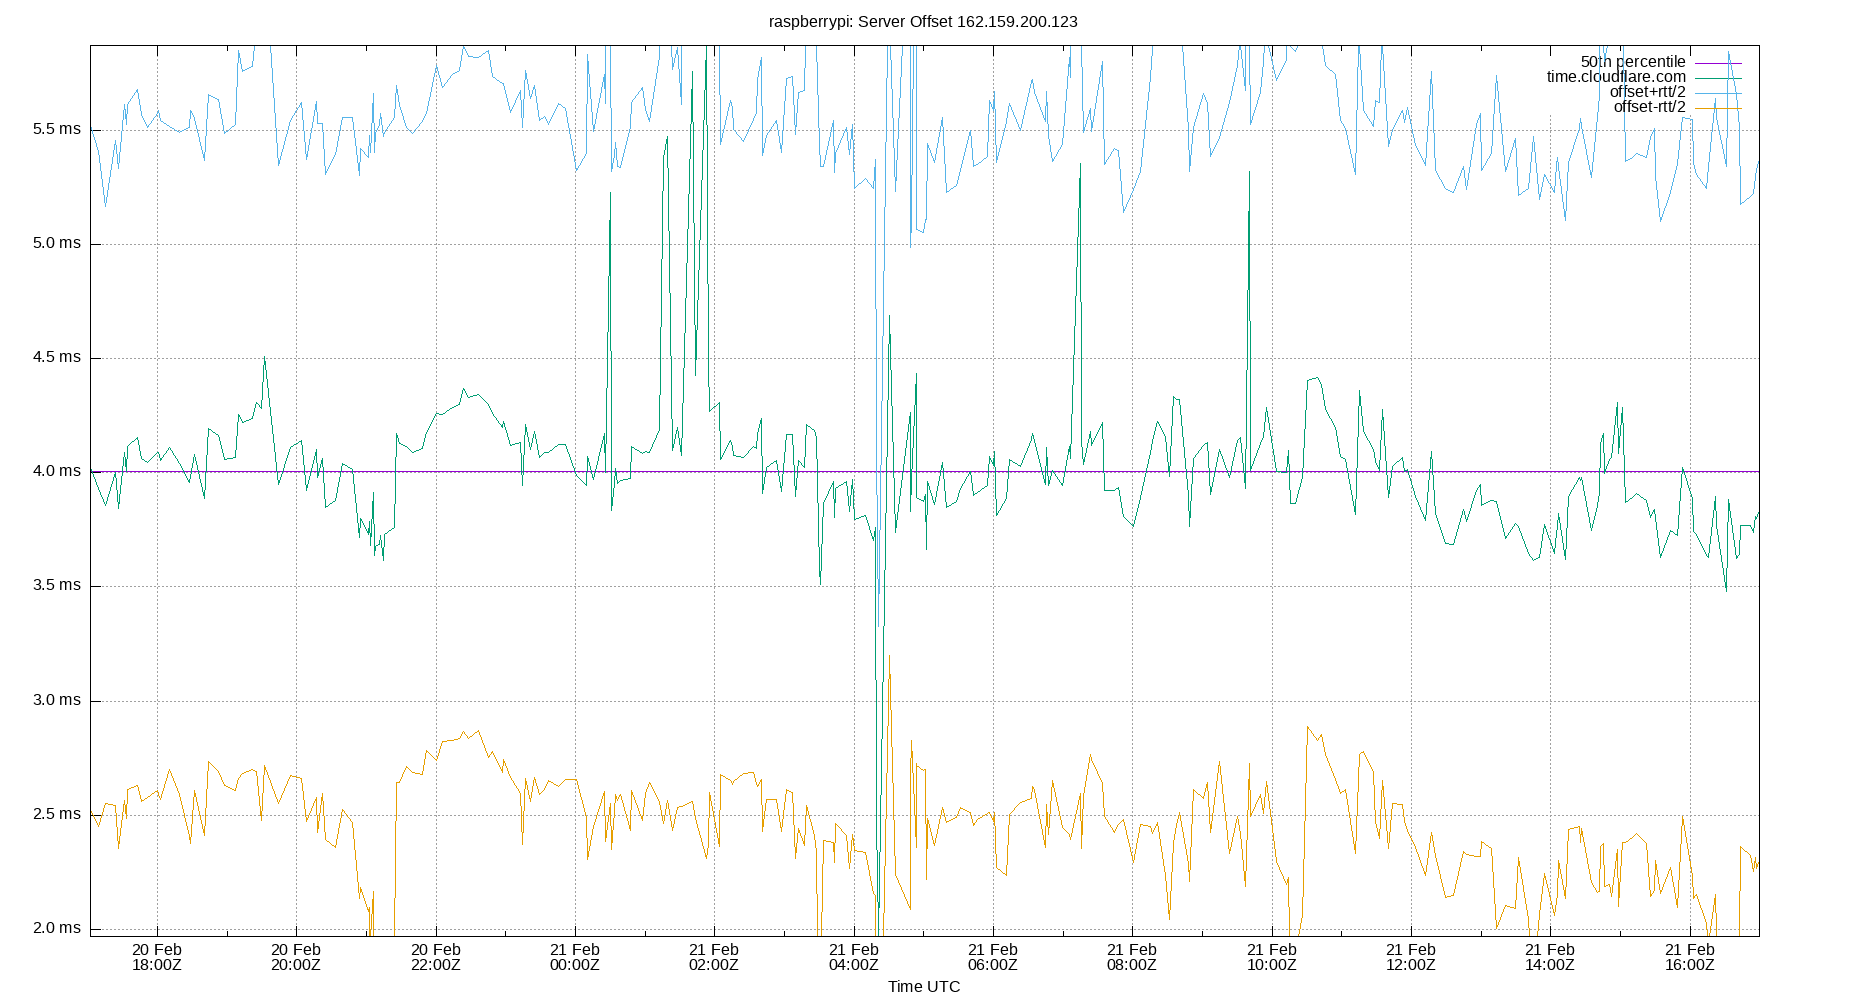 raspberrypi: Server Offset 162.159.200.123
50th percentile
time.cloudflare.com
offset+rtt/2
offset-rtt/2
5.5 ms
5.0 ms
4.5 ms
4.0 ms
3.5 ms
3.0 ms
2.5 ms
2.0 ms
20 Feb 20 Feb 20 Feb 21 Feb 21 Feb 21 Feb 21 Feb 21 Feb 21 Feb 21 Feb 21 Feb 21 Feb
18:00Z 20:00Z 22:00Z 00:00Z 02:00Z 04:00Z 06:00Z 08:00Z 10:00Z 12:00Z 14:00Z 16:00Z
Time UTC